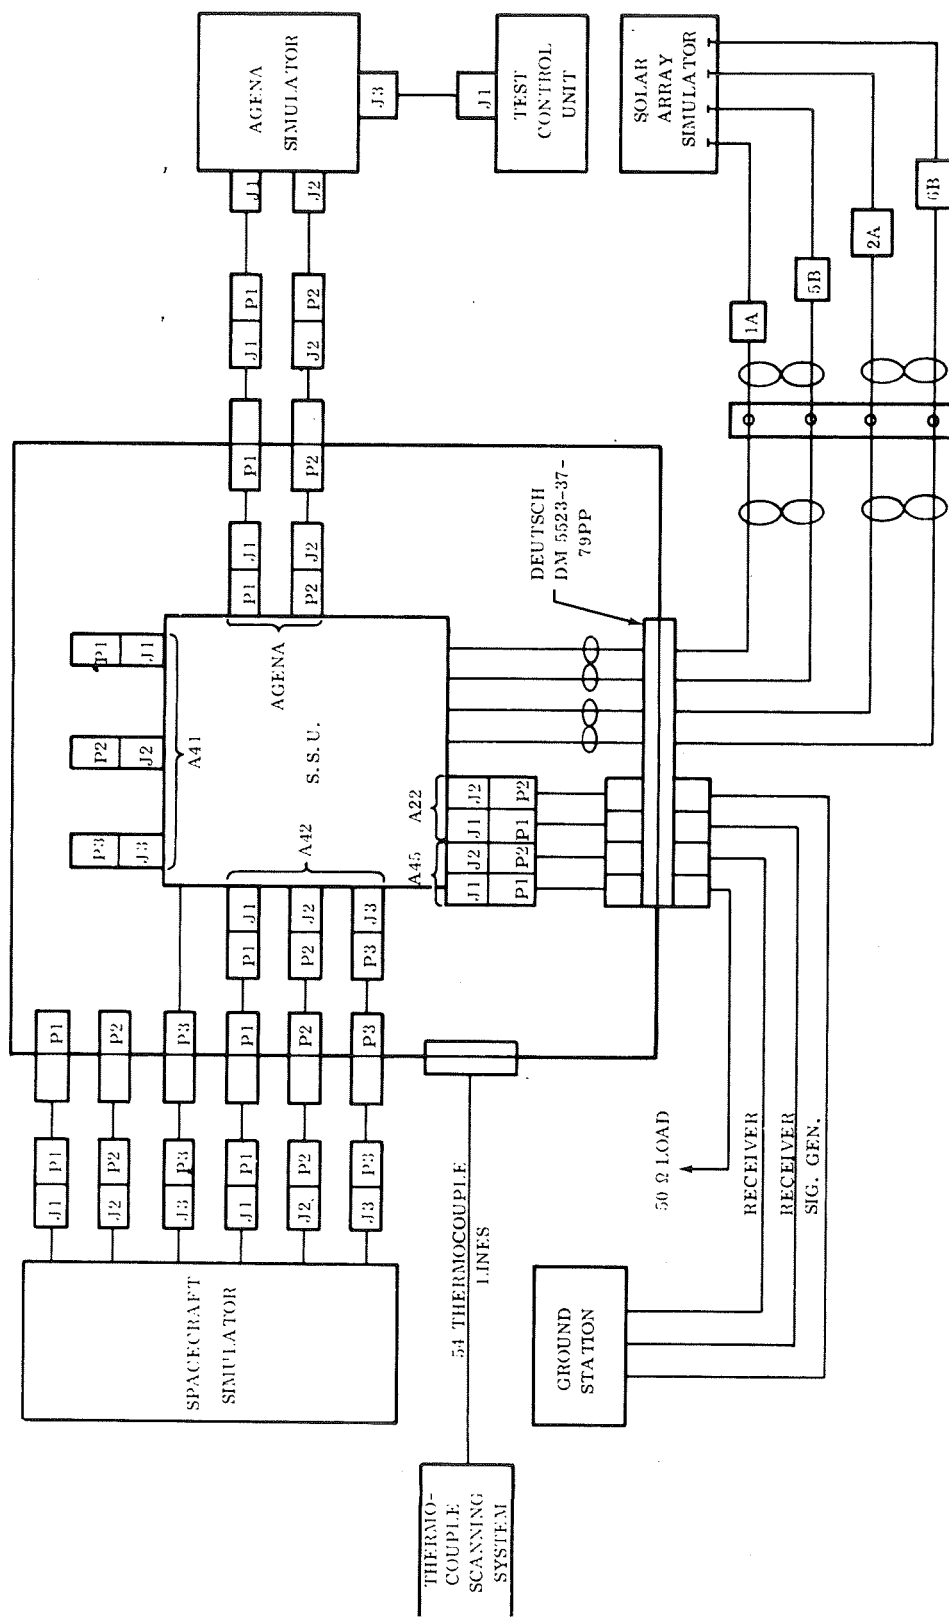 AGENA
SIMULATOR
J3
J1
TEST
CONTROL
UNIT
SOLAR
ARRAY
SIMULATOR
J1
J2
P1
J1
P2
J2
1A
5B
2A
6B
P1
P2
J1
P1
J2
P2
DEUTSCH
DM 5523-37-
79PP
AGENA
S.S.U.
P1
J1
P2
J2
P3
J3
A41
A42
A22
A45
J2
P2
J1
P1
J2
P2
J1
P1
J1
P1
J2
P2
J3
P3
P1
P2
P3
P1
P2
P3
P1
J1
P2
J2
P3
J3
P1
J1
P2
J2
P3
J3
SPACECRAFT
SIMULATOR
54 THERMOCOUPLE
LINES
THERMO-
COUPLE
SCANNING
SYSTEM
50 Ω LOAD
RECEIVER
RECEIVER
SIG. GEN.
GROUND
STATION